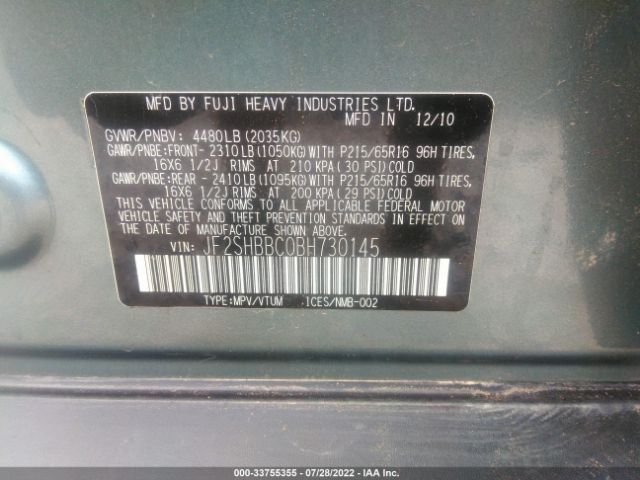 MFD BY FUJI HEAVY INDUSTRIES LTD.
MFD IN 12/10
GVWR/PNBV: 4480LB(2035KG)
GAWR/PNBE:FRONT- 2310LB(1050KG)WITH P215/65R16 96H TIRES,
16X6 1/2J RIMS AT 210 KPA(30 PSI)COLD
GAWR/PNBE:REAR - 2410LB(1095KG)WITH P215/65R16 96H TIRES,
16X6 1/2J RIMS AT 200 KPA(29 PSI)COLD
THIS VEHICLE CONFORMS TO ALL APPLICABLE FEDERAL MOTOR
VEHICLE SAFETY AND THEFT PREVENTION STANDARDS IN EFFECT
ON THE DATE OF MANUFACTURE SHOWN ABOVE.
VIN: JF2SHBBC0BH730145
TYPE:MPV/VTUM ICES/NMB-002
000-33755355 - 07/28/2022 - IAA Inc.